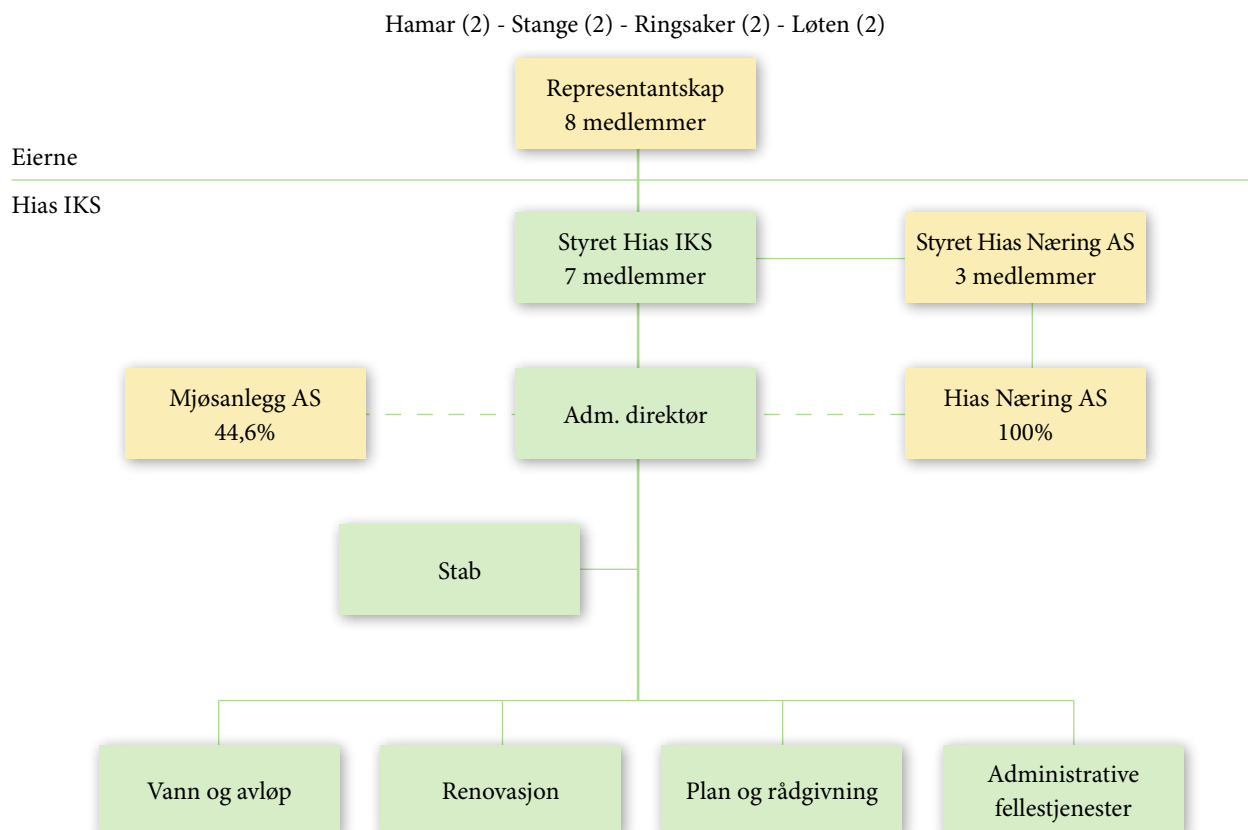 Hamar (2) - Stange (2) - Ringsaker (2) - Løten (2)
Representantskap
8 medlemmer
Eierne
Hias IKS
Styret Hias IKS
7 medlemmer
Styret Hias Næring AS
3 medlemmer
Mjøsanlegg AS
44,6%
Adm. direktør
Hias Næring AS
100%
Stab
Vann og avløp
Renovasjon
Plan og rådgivning
Administrative
fellestjenester